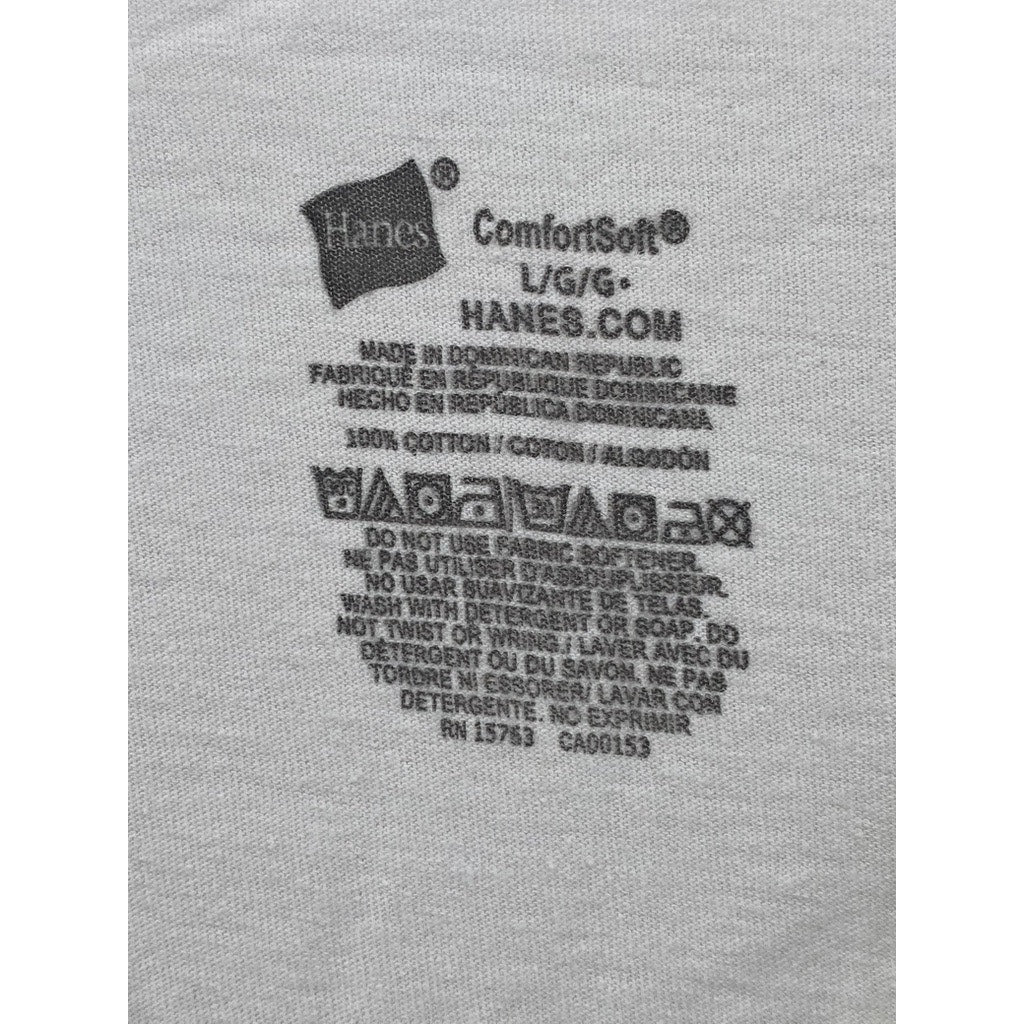 Hanes®
ComfortSoft®
L/G/G•
HANES.COM
MADE IN DOMINICAN REPUBLIC
FABRIQUÉ EN RÉPUBLIQUE DOMINICAINE
HECHO EN REPÚBLICA DOMINICANA
100% COTTON / COTON / ALGODÓN
DO NOT USE FABRIC SOFTENER.
NE PAS UTILISER D'ASSOUPLISSEUR.
NO USAR SUAVIZANTE DE TELAS.
WASH WITH DETERGENT OR SOAP. DO
NOT TWIST OR WRING / LAVER AVEC DU
DÉTERGENT OU DU SAVON. NE PAS
TORDRE NI ESSORER/ LAVAR COM
DETERGENTE. NO EXPRIMIR
RN 15763 CA00153